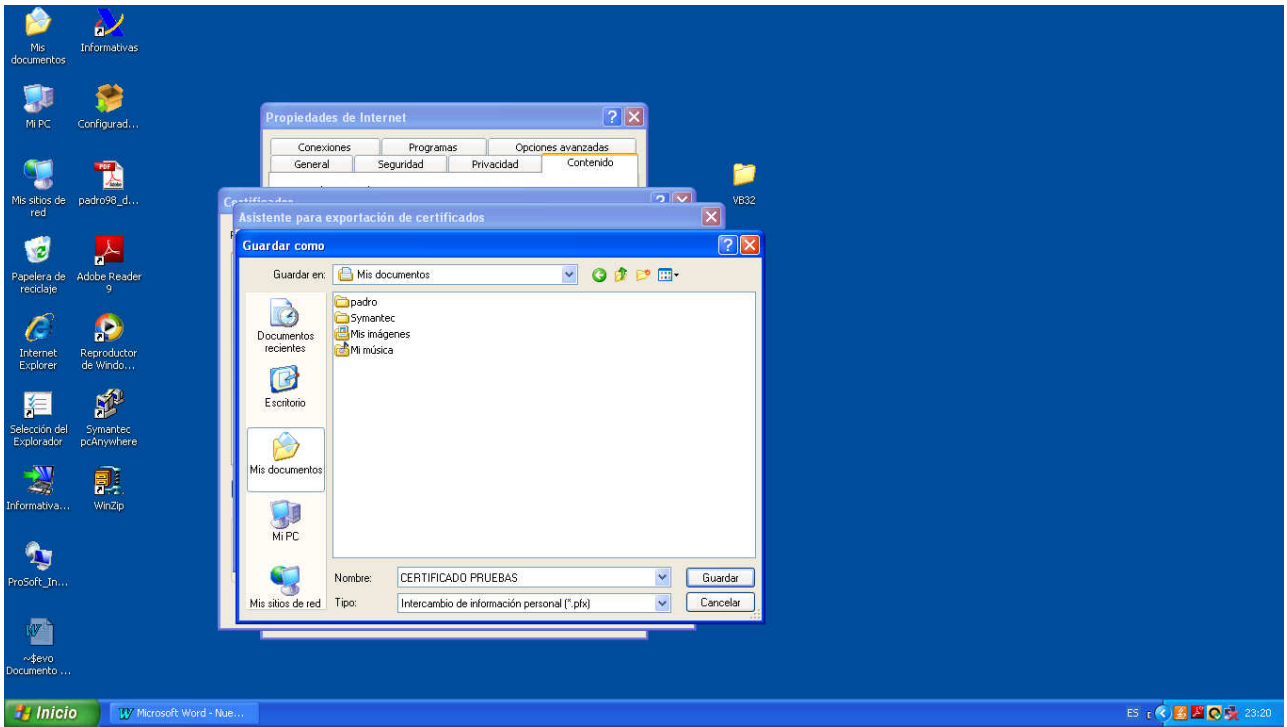 Mis documentos
Informativas
Mi PC
Configurad...
Mis sitios de red
padro98_d...
Papelera de reciclaje
Adobe Reader 9
Internet Explorer
Reproductor de Windo...
Selección del Explorador
Symantec pcAnywhere
Informativa...
WinZip
ProSoft_In...
~$evo Documento ...
VB32
Propiedades de Internet
Conexiones Programas Opciones avanzadas
General Seguridad Privacidad Contenido
Asistente para exportación de certificados
Guardar como
Guardar en: Mis documentos
Documentos recientes
Escritorio
Mis documentos
Mi PC
Mis sitios de red
padro
Symantec
Mis imágenes
Mi música
Nombre: CERTIFICADO PRUEBAS Guardar
Tipo: Intercambio de información personal (*.pfx) Cancelar
Inicio
Microsoft Word - Nue...
ES
23:20